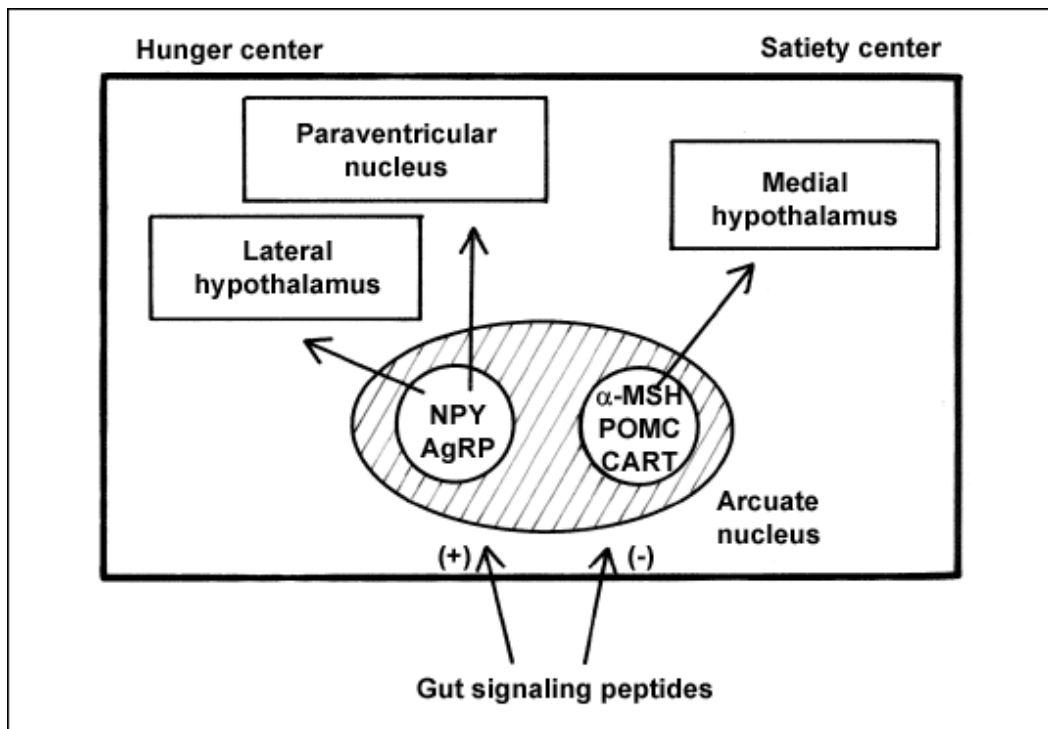 Hunger center
Satiety center
Paraventricular
nucleus
Medial
hypothalamus
Lateral
hypothalamus
NPY
AgRP
α-MSH
POMC
CART
Arcuate
nucleus
(+)
(-)
Gut signaling peptides